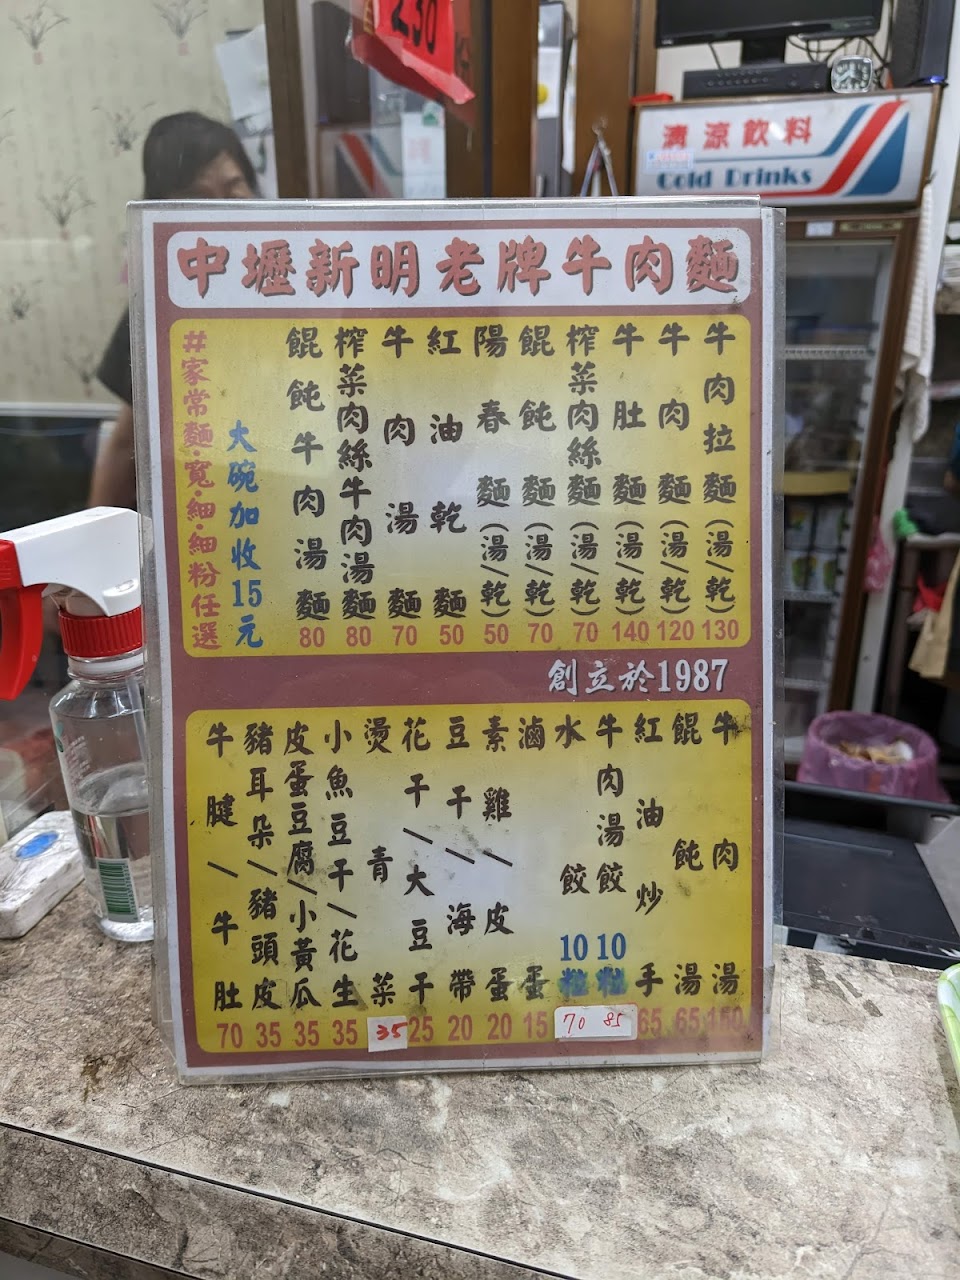 230
清涼飲料
Cold Drinks
中壢新明老牌牛肉麵
牛肉拉麵(湯/乾)130
牛肉麵(湯/乾)120
牛肚麵(湯/乾)140
榨菜肉絲麵(湯/乾)70
餛飩麵(湯/乾)70
陽春麵(湯/乾)50
紅油乾麵50
牛肉湯麵70
榨菜肉絲牛肉湯麵80
餛飩牛肉湯麵80
大碗加收15元
#家常麵·寬·細·細粉任選
創立於1987
牛肉湯
餛飩湯65
紅油炒手65
牛肉湯餃10粒85
水餃10粒70
滷蛋15
素雞/皮蛋20
豆干/海帶20
花干/大豆干25
燙青菜35
小魚豆干/花生35
皮蛋豆腐/小黃瓜35
豬耳朵/豬頭皮35
牛腱/牛肚70